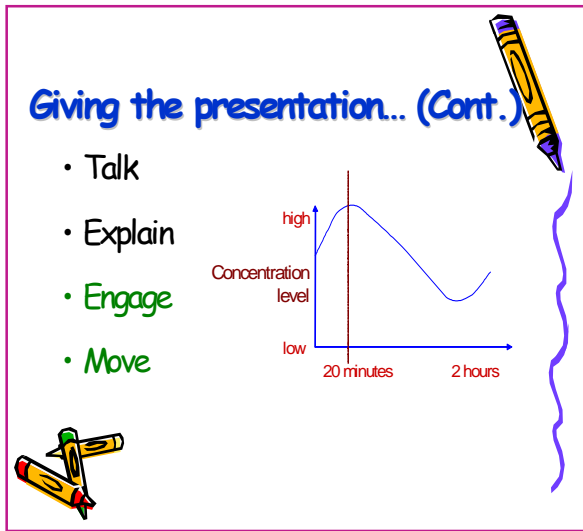 Giving the presentation... (Cont.)
• Talk
• Explain
• Engage
• Move
high
Concentration
level
low
20 minutes
2 hours